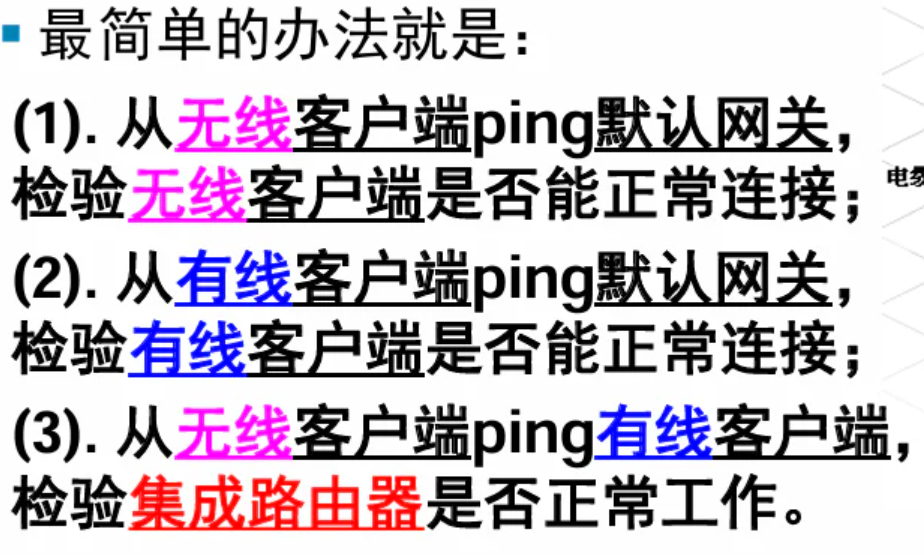 最简单的办法就是：
(1). 从无线客户端ping默认网关，
检验无线客户端是否能正常连接；
(2). 从有线客户端ping默认网关，
检验有线客户端是否能正常连接；
(3). 从无线客户端ping有线客户端，
检验集成路由器是否正常工作。